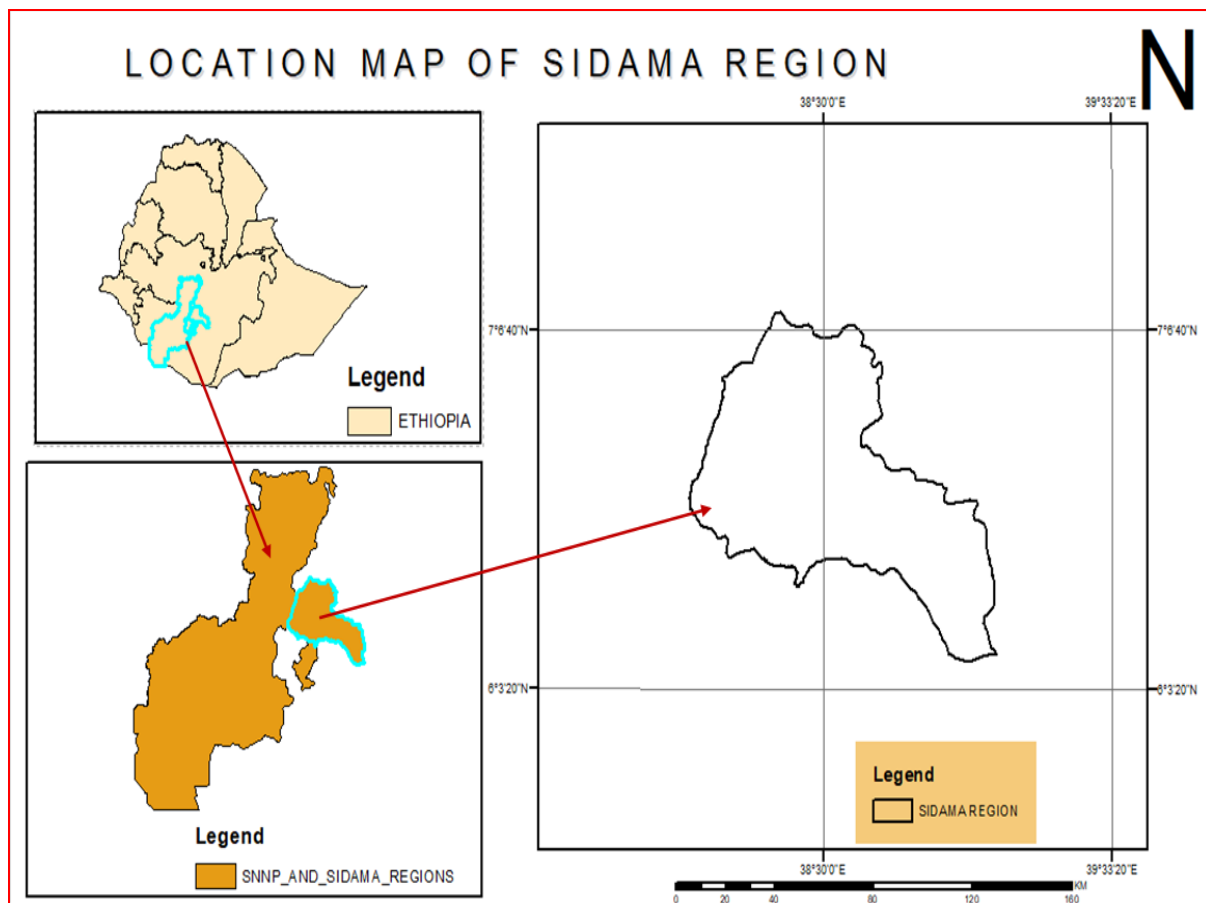 LOCATION MAP OF SIDAMA REGION
N
Legend
ETHIOPIA
Legend
SNNP_AND_SIDAMA_REGIONS
38°30'0"E
39°33'20"E
7°6'40"N
7°6'40"N
6°3'20"N
6°3'20"N
Legend
SIDAMA REGION
38°30'0"E
39°33'20"E
KM
0 20 40 80 120 160